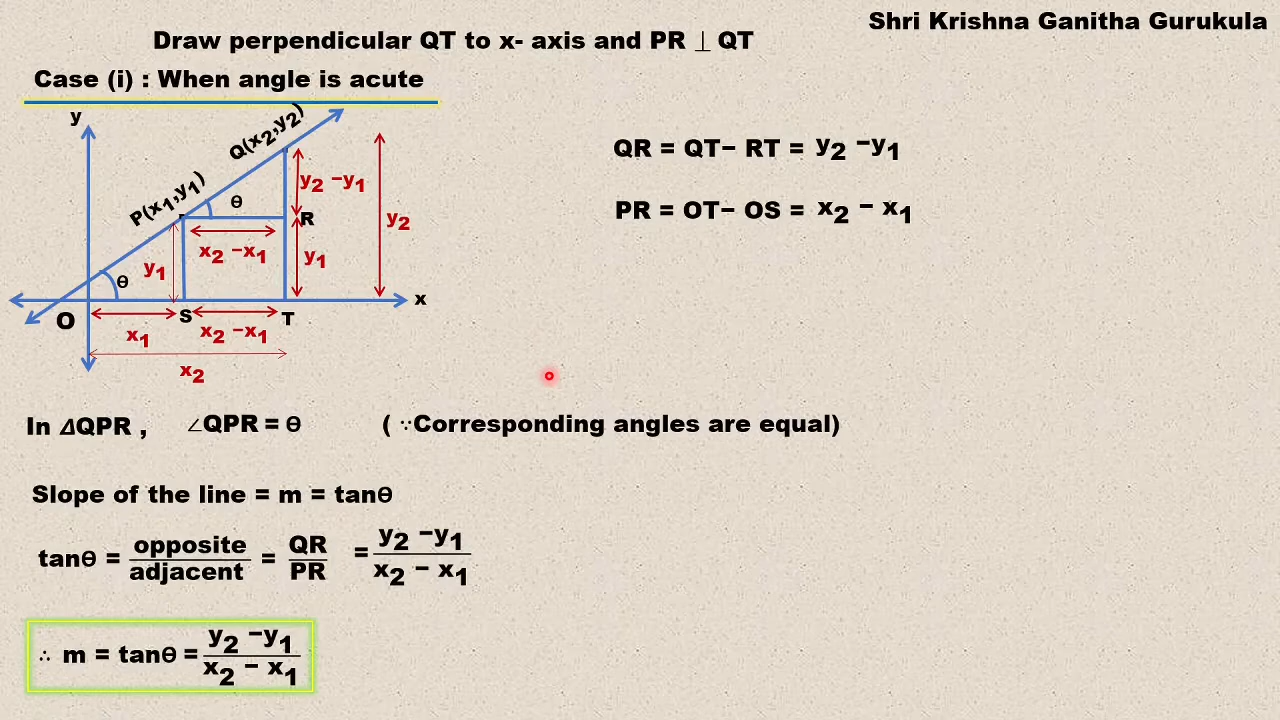 Shri Krishna Ganitha Gurukula
Draw perpendicular QT to x- axis and PR ⊥ QT
Case (i) : When angle is acute
y
Q(x₂,y₂)
P(x₁,y₁)
θ
y₂ −y₁
R
y₂
x₂ −x₁
y₁
y₁
θ
x
O
S
T
x₁
x₂ −x₁
x₂
QR = QT− RT = y₂ −y₁
PR = OT− OS = x₂ − x₁
In ΔQPR , ∠QPR = θ ( ∵Corresponding angles are equal)
Slope of the line = m = tanθ
tanθ = opposite/adjacent = QR/PR = y₂ −y₁/x₂ − x₁
∴ m = tanθ = y₂ −y₁/x₂ − x₁